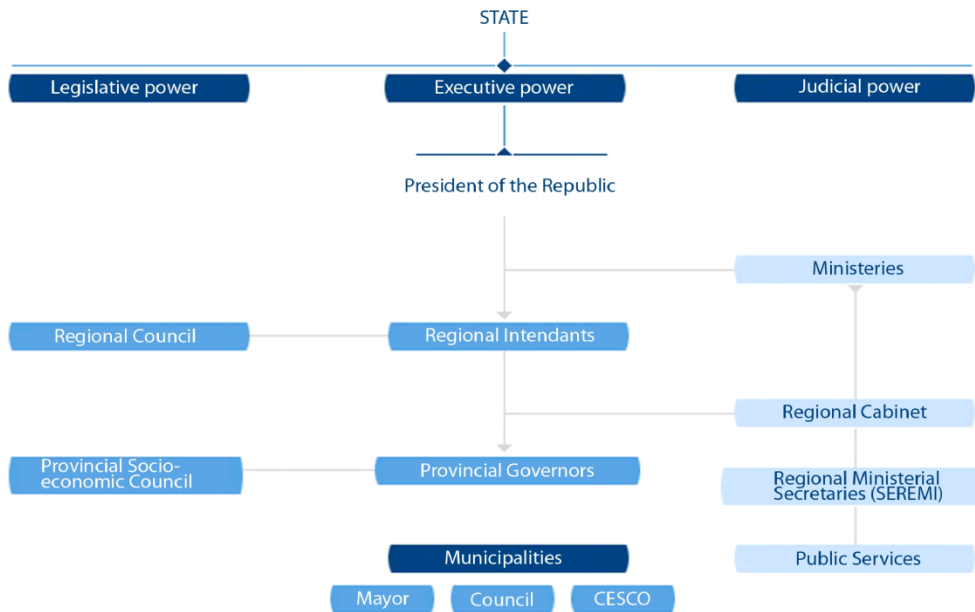 STATE
Legislative power
Executive power
Judicial power
President of the Republic
Ministeries
Regional Council
Regional Intendants
Regional Cabinet
Provincial Socio-
economic Council
Provincial Governors
Regional Ministerial
Secretaries (SEREMI)
Municipalities
Public Services
Mayor
Council
CESCO